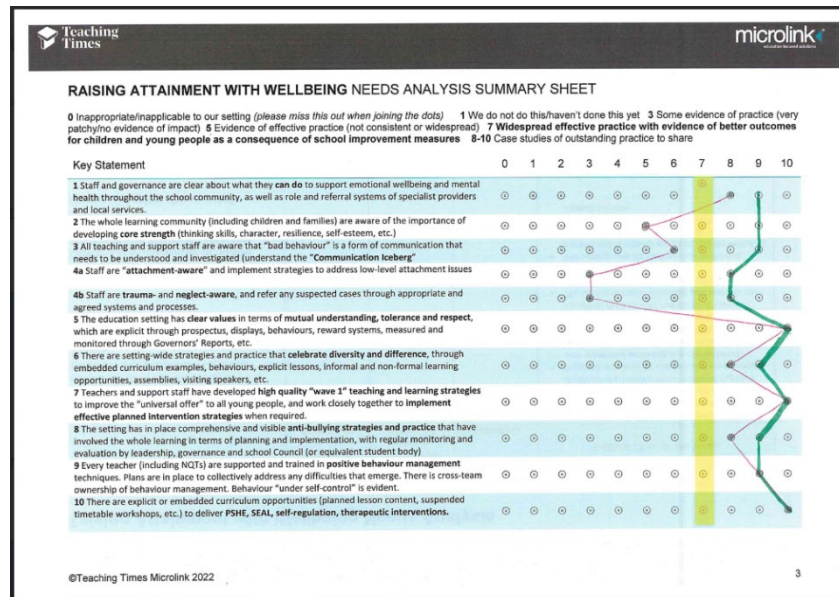 Teaching
Times
microlink
education focused solutions
RAISING ATTAINMENT WITH WELLBEING NEEDS ANALYSIS SUMMARY SHEET
0 Inappropriate/inapplicable to our setting (please miss this out when joining the dots) 1 We do not do this/haven't done this yet 3 Some evidence of practice (very
patchy/no evidence of impact) 5 Evidence of effective practice (not consistent or widespread) 7 Widespread effective practice with evidence of better outcomes
for children and young people as a consequence of school improvement measures 8-10 Case studies of outstanding practice to share
Key Statement 0 1 2 3 4 5 6 7 8 9 10
1 Staff and governance are clear about what they can do to support emotional wellbeing and mental
health throughout the school community, as well as role and referral systems of specialist providers
and local services.
2 The whole learning community (including children and families) are aware of the importance of
developing core strength (thinking skills, character, resilience, self-esteem, etc.)
3 All teaching and support staff are aware that "bad behaviour" is a form of communication that
needs to be understood and investigated (understand the "Communication Iceberg"
4a Staff are "attachment-aware" and implement strategies to address low-level attachment issues
4b Staff are trauma- and neglect-aware, and refer any suspected cases through appropriate and
agreed systems and processes.
5 The education setting has clear values in terms of mutual understanding, tolerance and respect,
which are explicit through prospectus, displays, behaviours, reward systems, measured and
monitored through Governors' Reports, etc.
6 There are setting-wide strategies and practice that celebrate diversity and difference, through
embedded curriculum examples, behaviours, explicit lessons, informal and non-formal learning
opportunities, assemblies, visiting speakers, etc.
7 Teachers and support staff have developed high quality "wave 1" teaching and learning strategies
to improve the "universal offer" to all young people, and work closely together to implement
effective planned intervention strategies when required.
8 The setting has in place comprehensive and visible anti-bullying strategies and practice that have
involved the whole learning in terms of planning and implementation, with regular monitoring and
evaluation by leadership, governance and school Council (or equivalent student body)
9 Every teacher (including NQTs) are supported and trained in positive behaviour management
techniques. Plans are in place to collectively address any difficulties that emerge. There is cross-team
ownership of behaviour management. Behaviour "under self-control" is evident.
10 There are explicit or embedded curriculum opportunities (planned lesson content, suspended
timetable workshops, etc.) to deliver PSHE, SEAL, self-regulation, therapeutic interventions.
©Teaching Times Microlink 2022
3